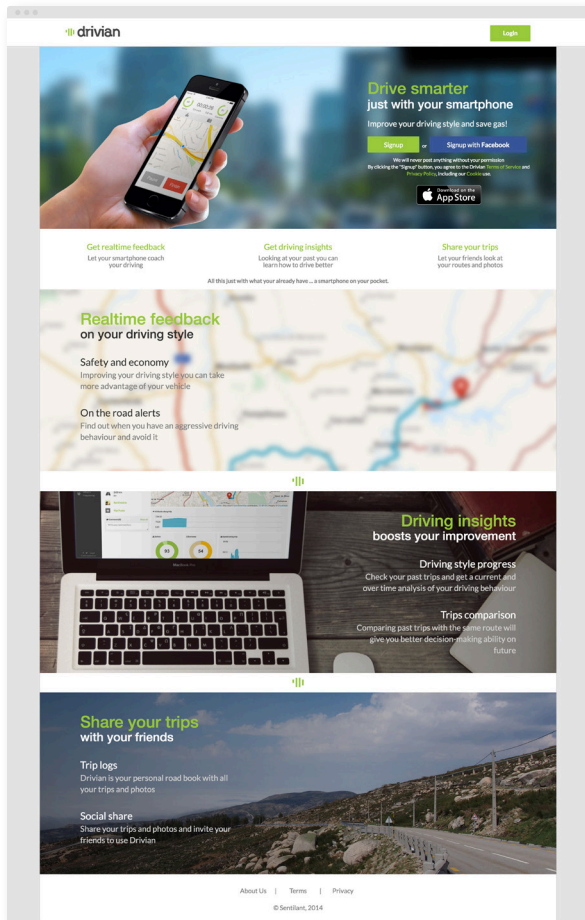 drivian
Login
Drive smarter
just with your smartphone
Improve your driving style and save gas!
Signup or Signup with Facebook
We will never post anything without your permission
By clicking the "Signup" button, you agree to the Drivian Terms of Service and
Privacy Policy, including our Cookie use.
Download on the
App Store
Get realtime feedback
Let your smartphone coach
your driving
Get driving insights
Looking at your past you can
learn how to drive better
Share your trips
Let your friends look at
your routes and photos
All this just with what your already have ... a smartphone on your pocket.
Realtime feedback
on your driving style
Safety and economy
Improving your driving style you can take
more advantage of your vehicle
On the road alerts
Find out when you have an aggressive driving
behaviour and avoid it
Driving insights
boosts your improvement
Driving style progress
Check your past trips and get a current and
over time analysis of your driving behaviour
Trips comparison
Comparing past trips with the same route will
give you better decision-making ability on
future
93
54
MacBook Pro
Share your trips
with your friends
Trip logs
Drivian is your personal road book with all
your trips and photos
Social share
Share your trips and photos and invite your
friends to use Drivian
About Us | Terms | Privacy
© Sentilant, 2014